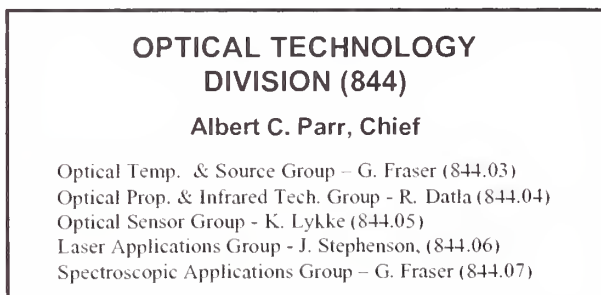 OPTICAL TECHNOLOGY
DIVISION (844)
Albert C. Parr, Chief
Optical Temp. & Source Group – G. Fraser (844.03)
Optical Prop. & Infrared Tech. Group - R. Datla (844.04)
Optical Sensor Group - K. Lykke (844.05)
Laser Applications Group - J. Stephenson, (844.06)
Spectroscopic Applications Group – G. Fraser (844.07)